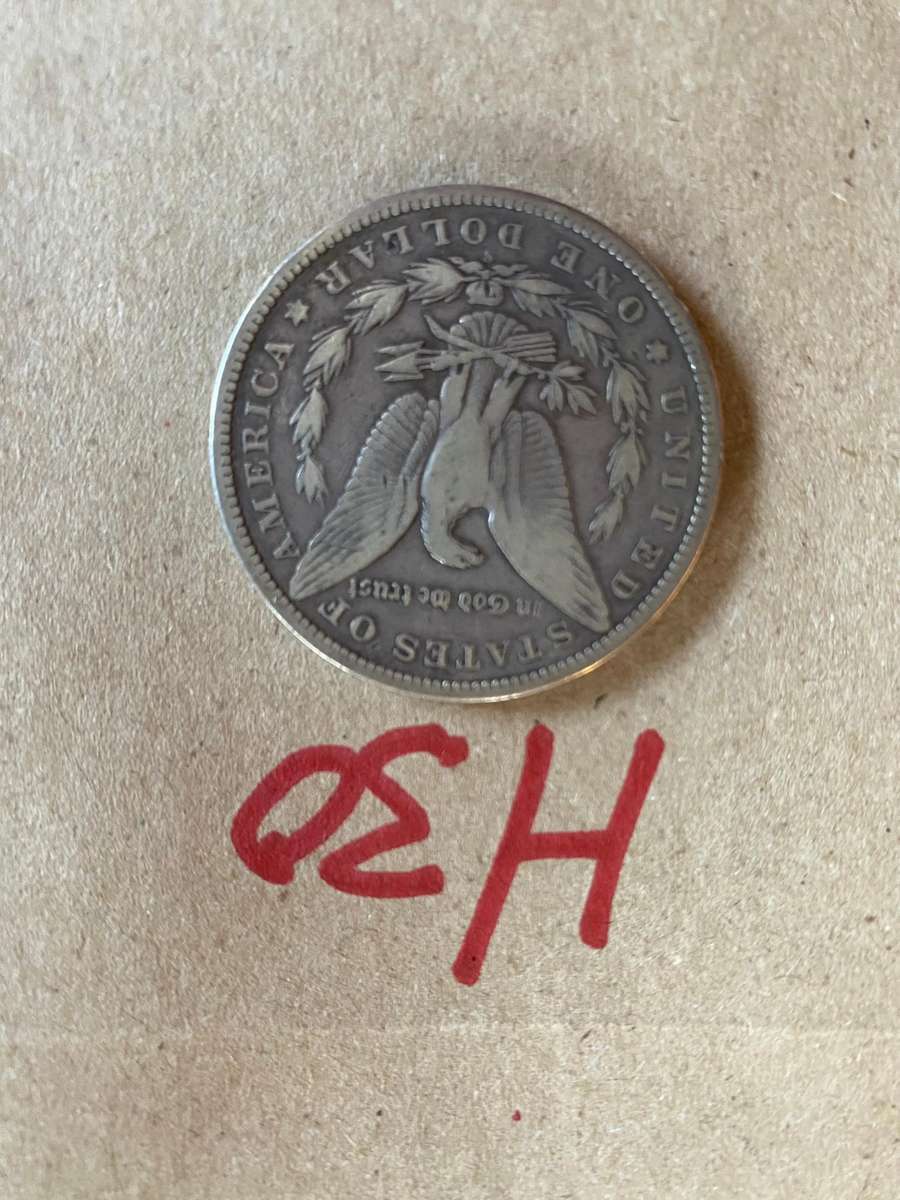 H30
UNITED STATES OF AMERICA
In God we trust
ONE DOLLAR